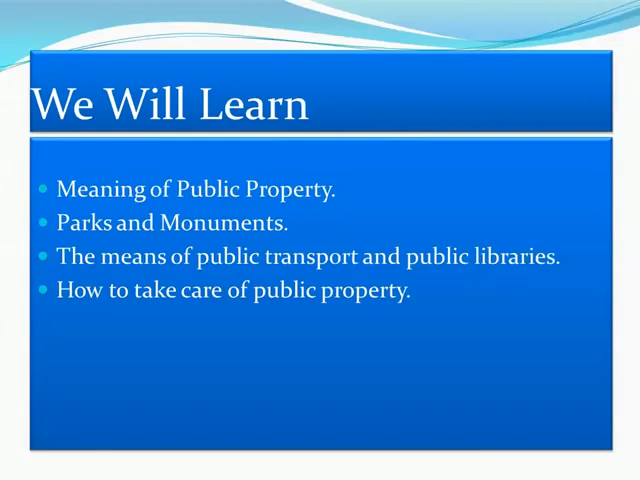 We Will Learn
Meaning of Public Property.
Parks and Monuments.
The means of public transport and public libraries.
How to take care of public property.